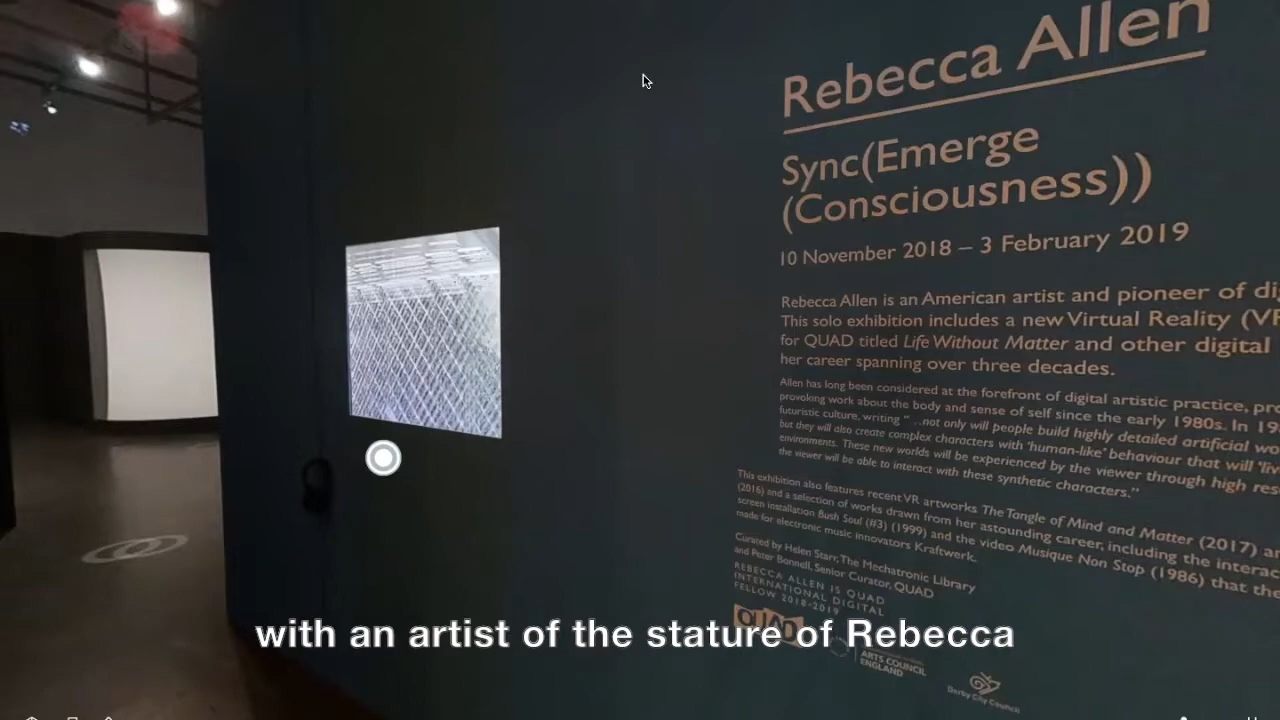 Rebecca Allen
Sync(Emerge
(Consciousness))
10 November 2018 – 3 February 2019
Rebecca Allen is an American artist and pioneer of di
This solo exhibition includes a new Virtual Reality (VR
for QUAD titled Life Without Matter and other digital
her career spanning over three decades.
Allen has long been considered at the forefront of digital artistic practice, pro
provoking work about the body and sense of self since the early 1980s. In 19
futuristic culture, writing “...not only will people build highly detailed artificial wo
but they will also create complex characters with ‘human-like’ behaviour that will ‘live
environments. These new worlds will be experienced by the viewer through high res
the viewer will be able to interact with these synthetic characters.”
This exhibition also features recent VR artworks The Tangle of Mind and Matter (2017) an
(2016) and a selection of works drawn from her astounding career, including the interac
screen installation Bush Soul (#3) (1999) and the video Musique Non Stop (1986) that the
made for electronic music innovators Kraftwerk.
Curated by Helen Starr, The Mechatronic Library
and Peter Bonnell, Senior Curator, QUAD
REBECCA ALLEN IS QUAD
INTERNATIONAL DIGITAL
FELLOW 2018-2019
QUAD
ARTS COUNCIL
ENGLAND
Derby City Council
with an artist of the stature of Rebecca